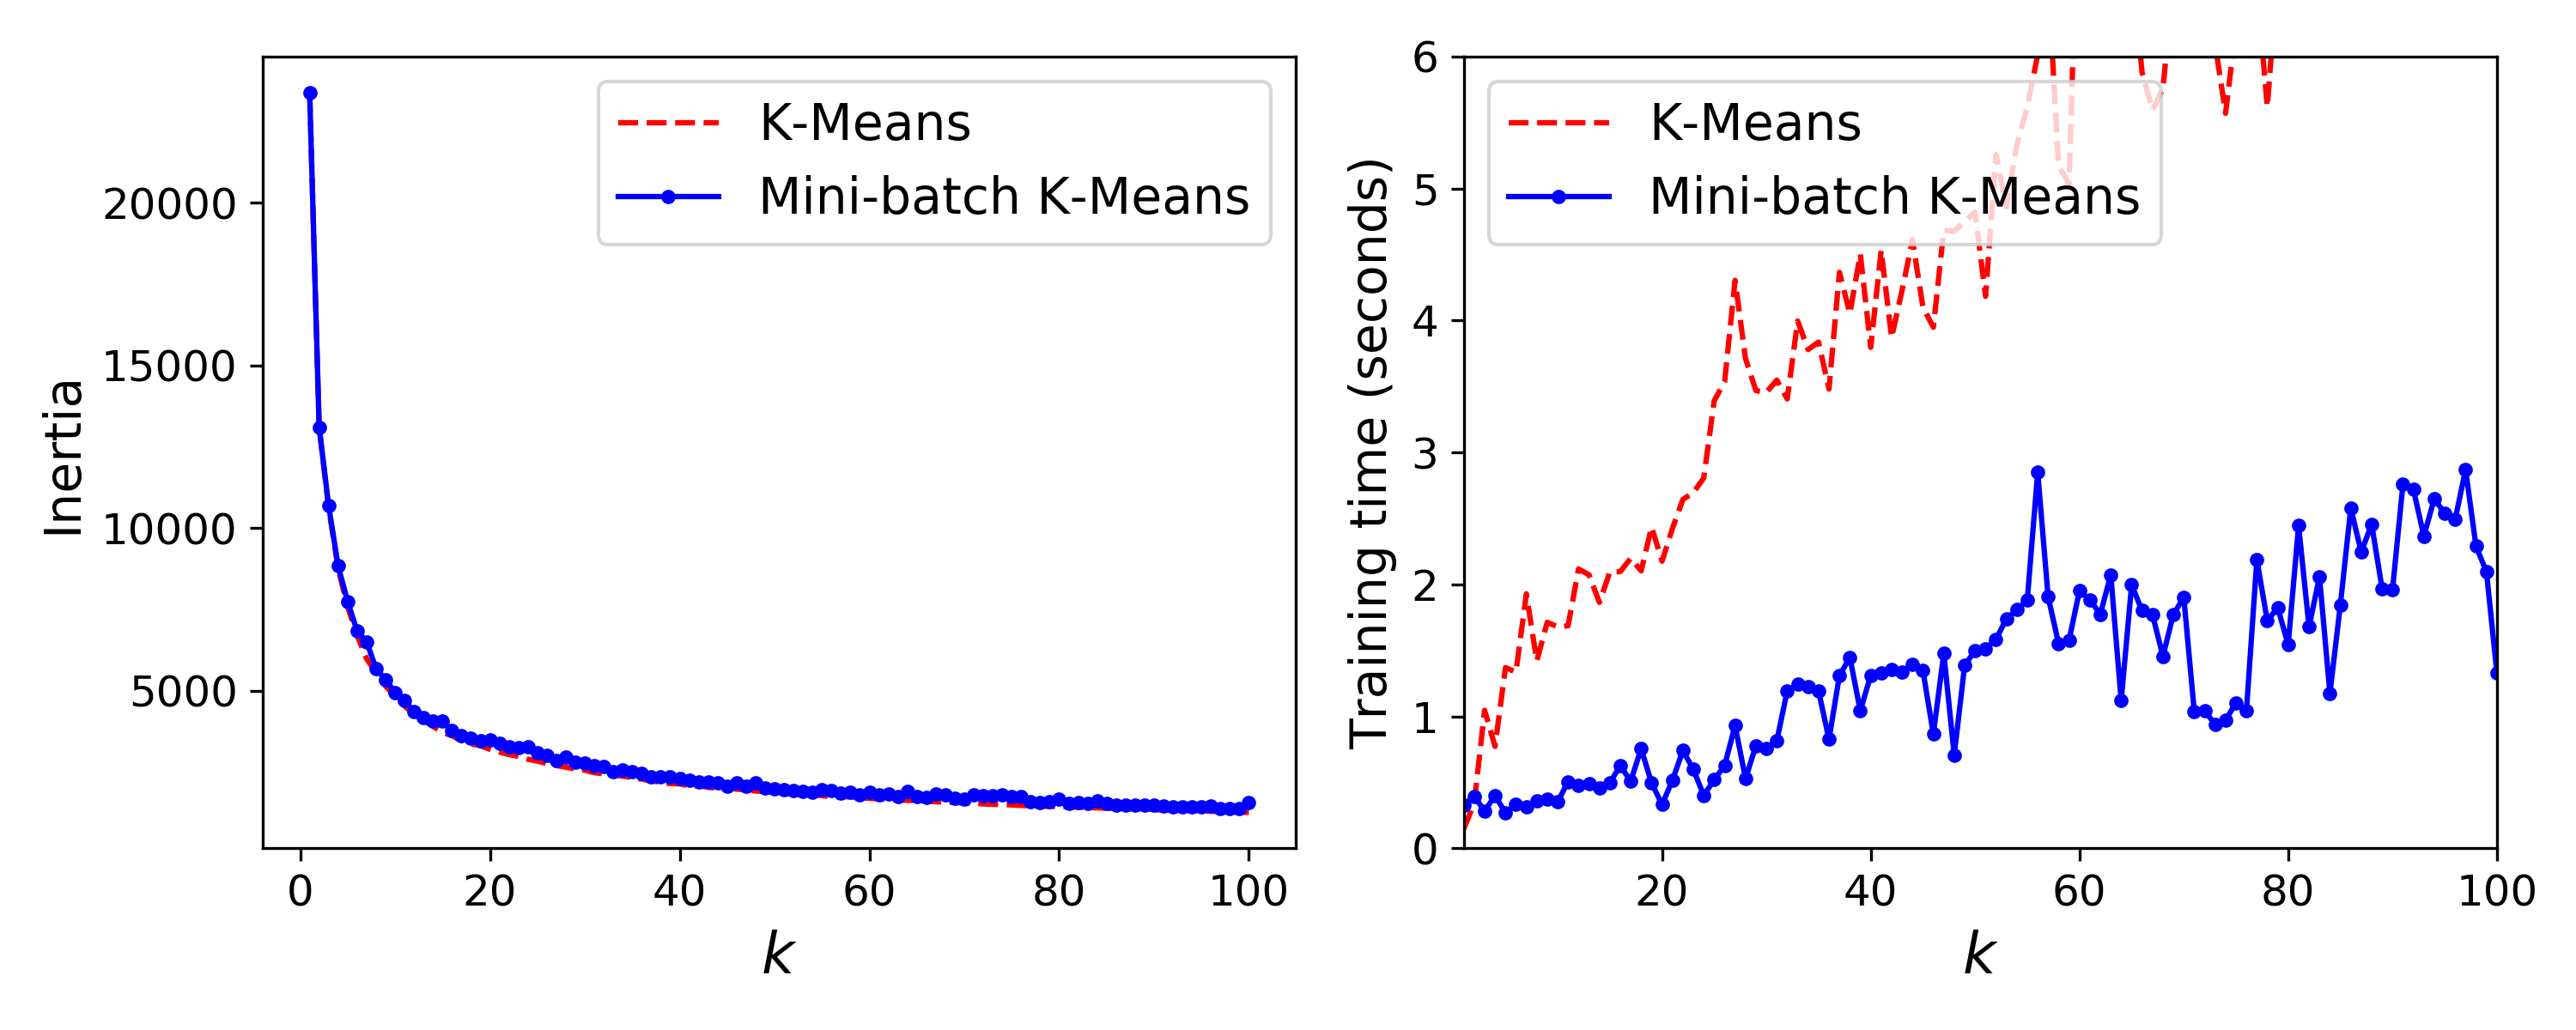 K-Means
Mini-batch K-Means
Inertia
20000
15000
10000
5000
0 20 40 60 80 100
k
K-Means
Mini-batch K-Means
Training time (seconds)
6
5
4
3
2
1
0
20 40 60 80 100
k